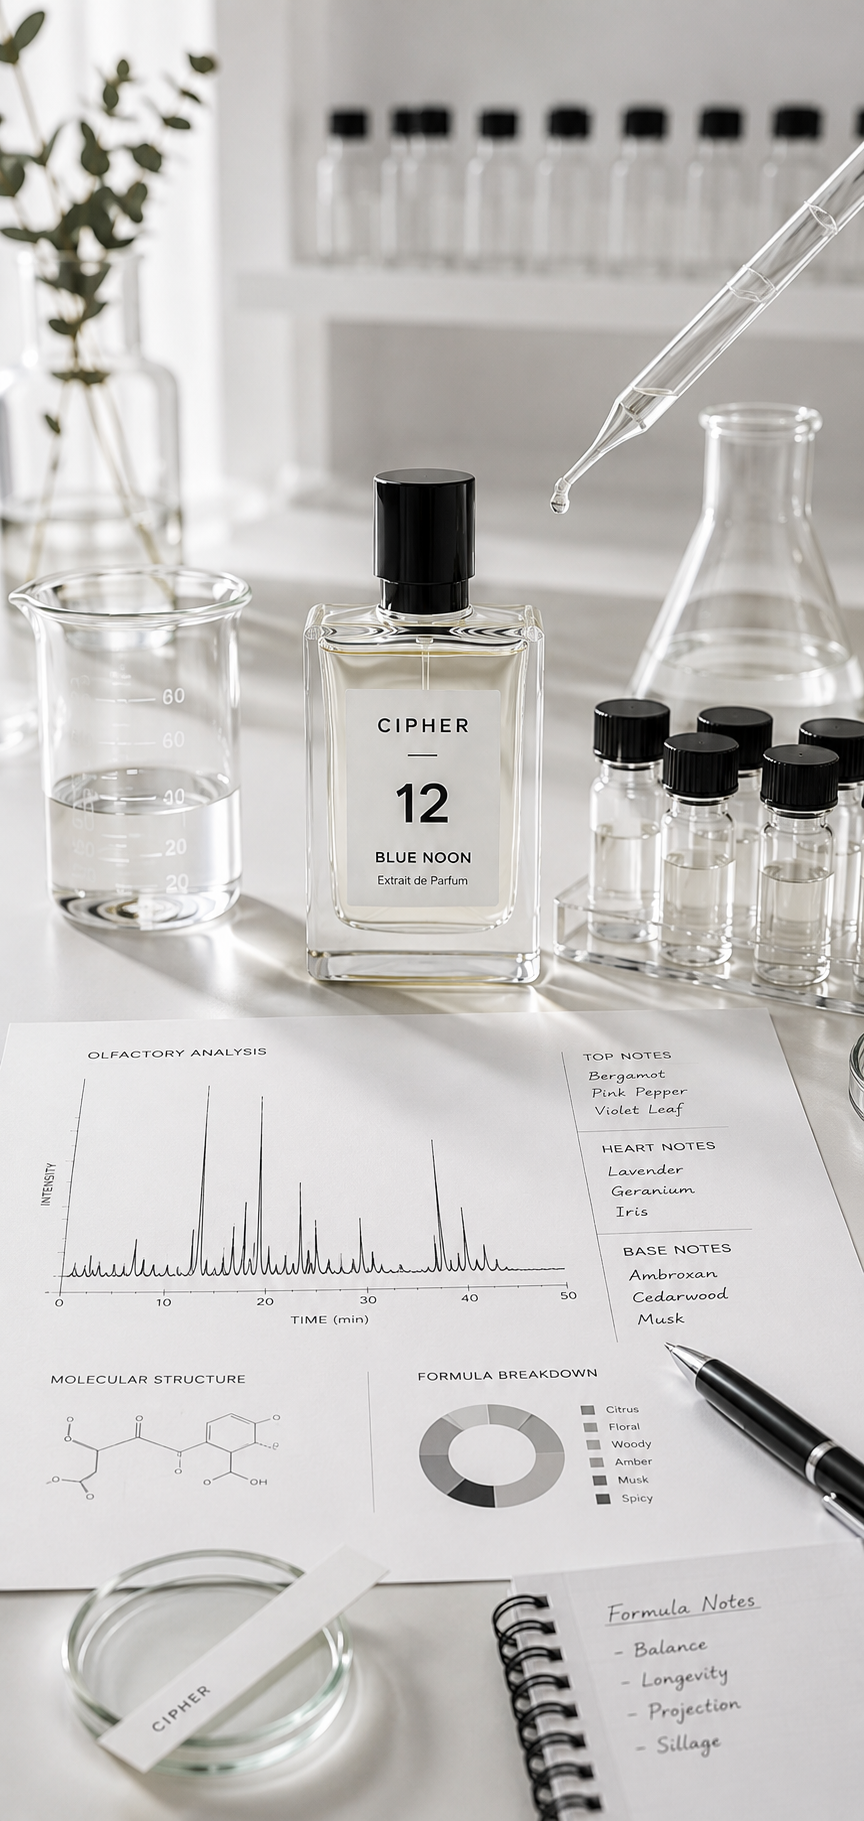 60
60
30
20
20
CIPHER
12
BLUE NOON
Extrait de Parfum
OLFACTORY ANALYSIS
INTENSITY
0
10
20
30
40
50
TIME (min)
TOP NOTES
Bergamot
Pink Pepper
Violet Leaf
HEART NOTES
Lavender
Geranium
Iris
BASE NOTES
Ambroxan
Cedarwood
Musk
MOLECULAR STRUCTURE
O
O
O
O
O
O
O
O
OH
FORMULA BREAKDOWN
Citrus
Floral
Woody
Amber
Musk
Spicy
CIPHER
Formula Notes
- Balance
- Longevity
- Projection
- Sillage